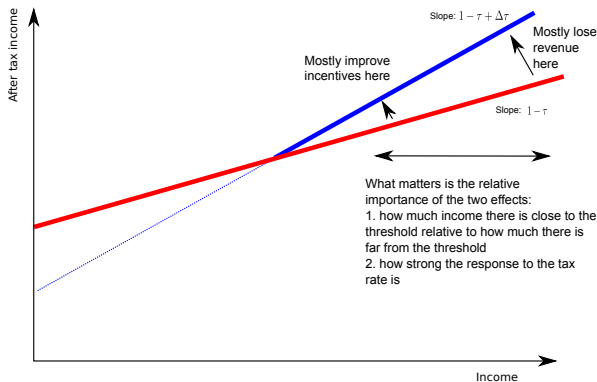 After tax income
Slope: 1 − τ + Δτ
Mostly lose
revenue
here
Mostly improve
incentives here
Slope: 1 − τ
What matters is the relative
importance of the two effects:
1. how much income there is close to the
threshold relative to how much there is
far from the threshold
2. how strong the response to the tax
rate is
Income